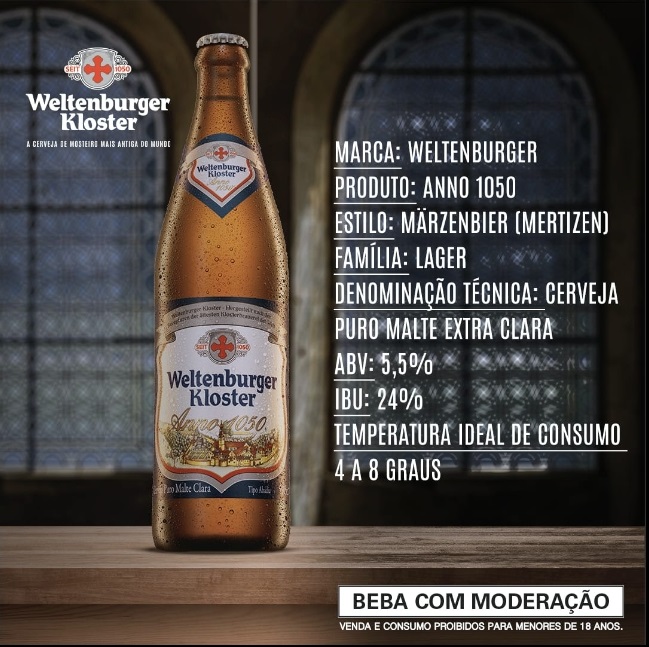 SEIT 1050
Weltenburger
Kloster
A CERVEJA DE MOSTEIRO MAIS ANTIGA DO MUNDO
Weltenburger
Kloster
Anno 1050
MARCA: WELTENBURGER
PRODUTO: ANNO 1050
ESTILO: MÄRZENBIER (MERTIZEN)
FAMÍLIA: LAGER
DENOMINAÇÃO TÉCNICA: CERVEJA
PURO MALTE EXTRA CLARA
ABV: 5,5%
IBU: 24%
TEMPERATURA IDEAL DE CONSUMO
4 A 8 GRAUS
SEIT 1050
Weltenburger
Kloster
Anno 1050
Puro Malte Clara
BEBA COM MODERAÇÃO
VENDA E CONSUMO PROIBIDOS PARA MENORES DE 18 ANOS.